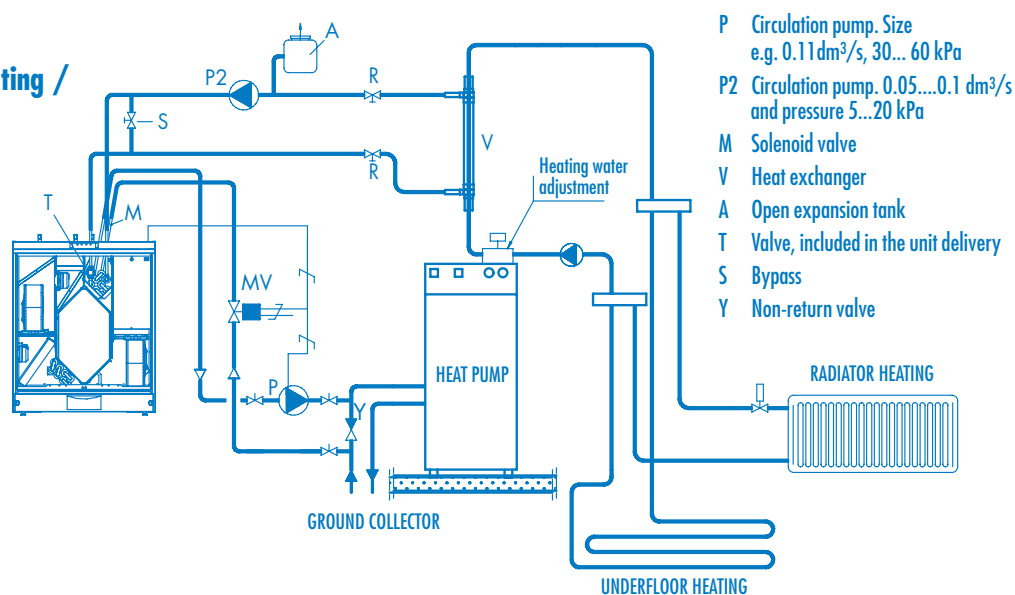 ting /
A
P2
R
S
V
R
Heating water
adjustment
T
M
MV
P
Y
HEAT PUMP
GROUND COLLECTOR
RADIATOR HEATING
UNDERFLOOR HEATING
P Circulation pump. Size
e.g. 0.11dm³/s, 30... 60 kPa
P2 Circulation pump. 0.05....0.1 dm³/s
and pressure 5...20 kPa
M Solenoid valve
V Heat exchanger
A Open expansion tank
T Valve, included in the unit delivery
S Bypass
Y Non-return valve